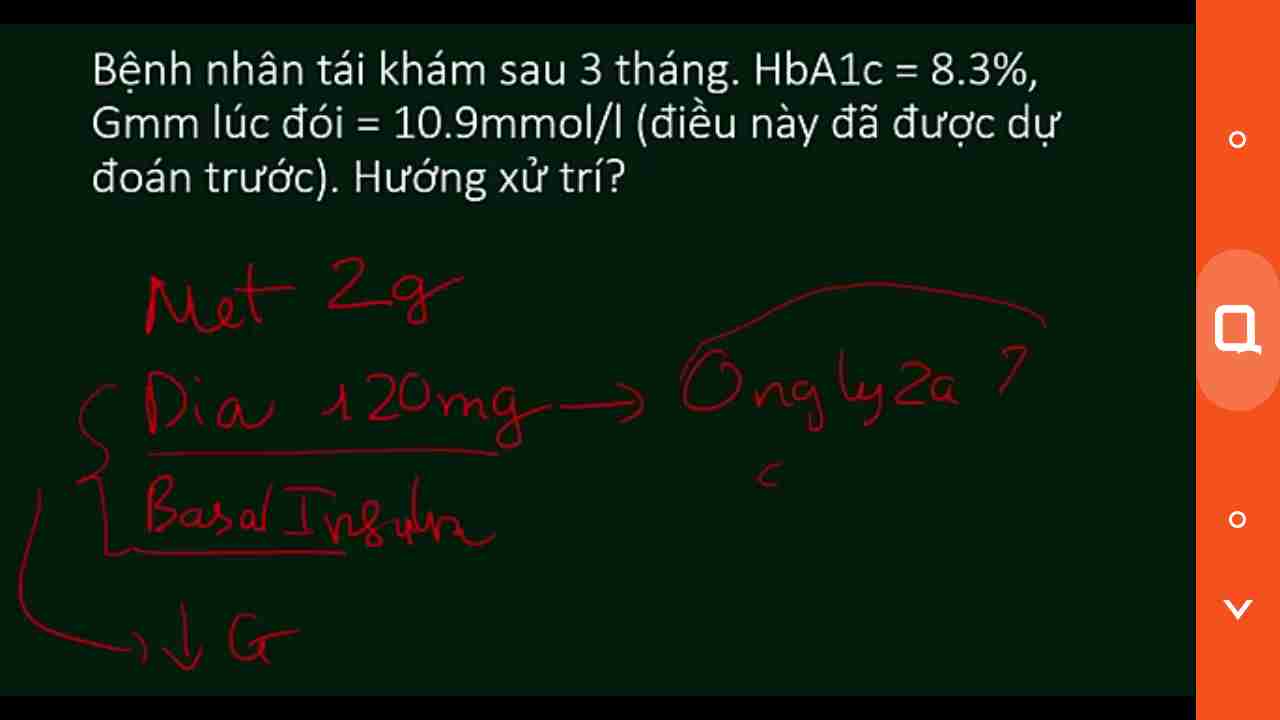 Bệnh nhân tái khám sau 3 tháng. HbA1c = 8.3%,
Gmm lúc đói = 10.9mmol/l (điều này đã được dự
đoán trước). Hướng xử trí?
Met 2g
Dia 120mg → Onglyza ?
c
Basal Insulin
↓ G